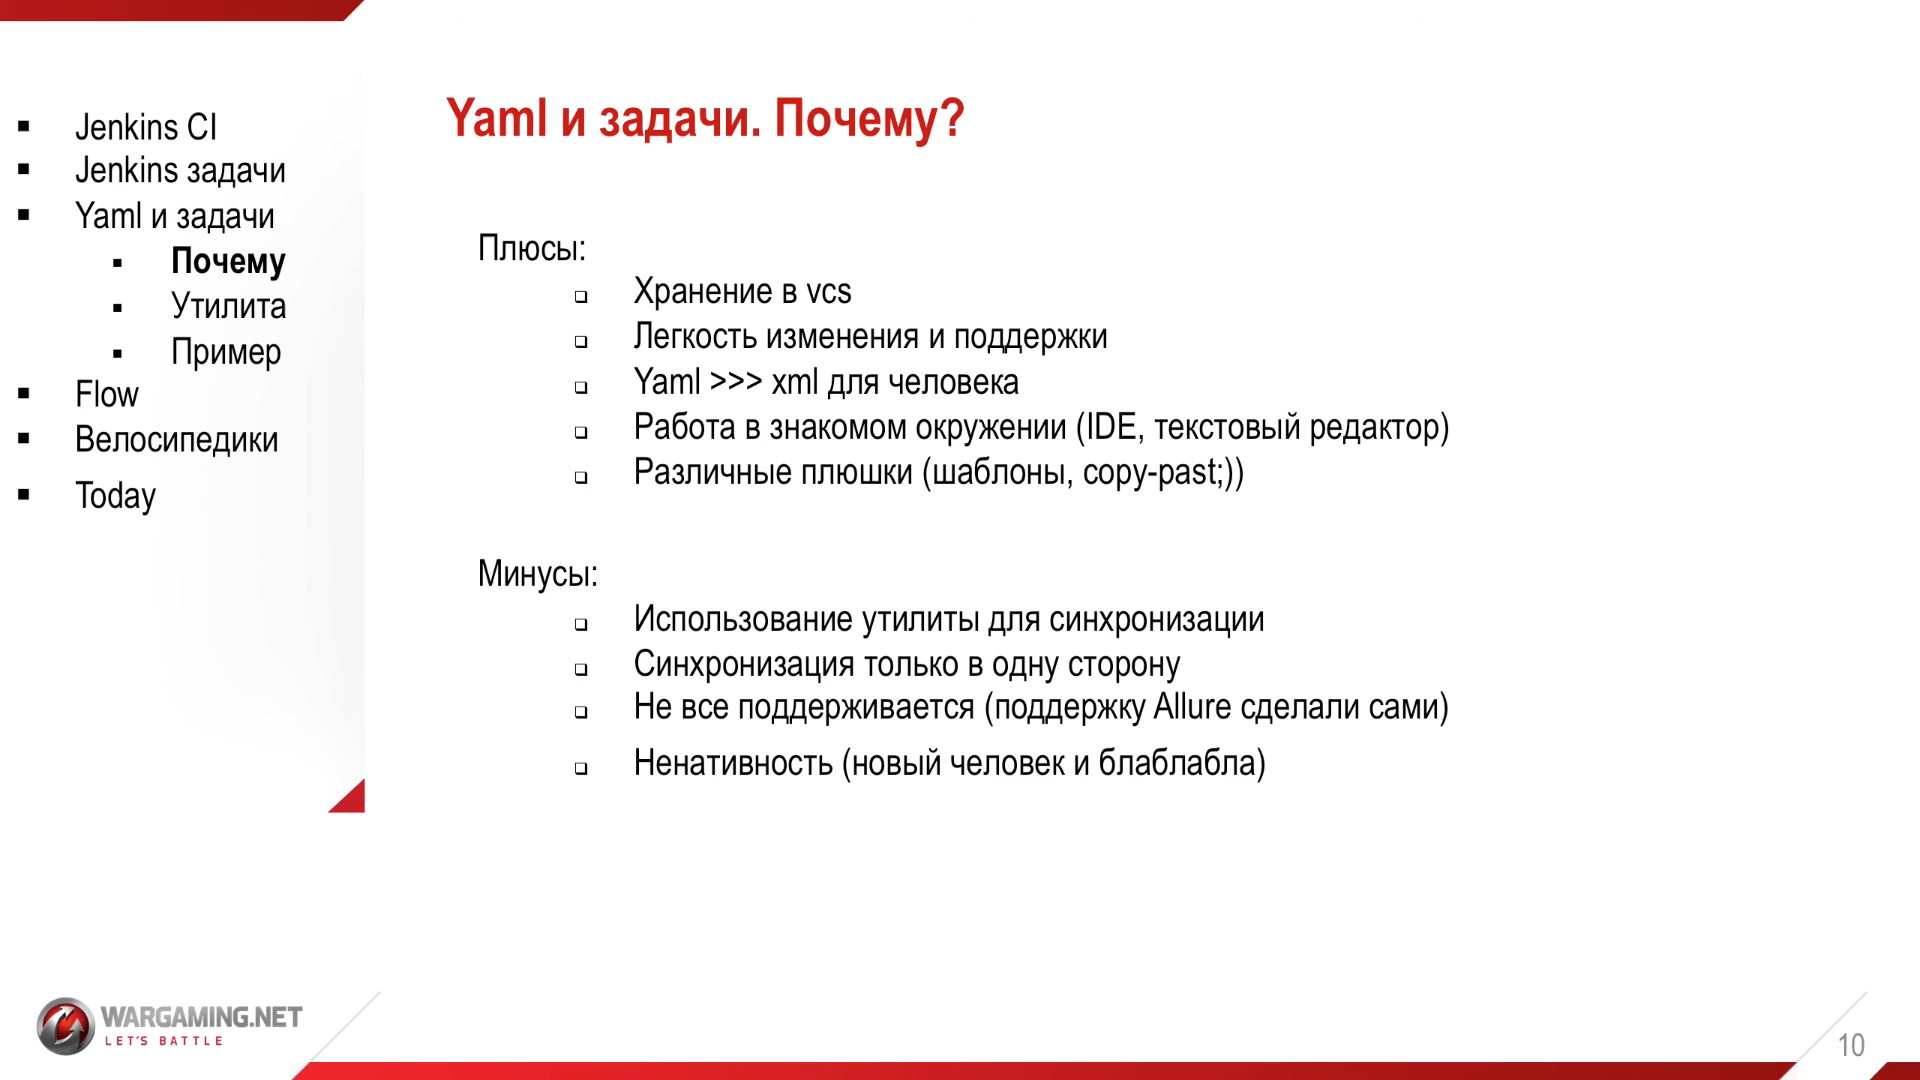 Jenkins CI
Jenkins задачи
Yaml и задачи
Почему
Утилита
Пример
Flow
Велосипедики
Today
Yaml и задачи. Почему?
Плюсы:
Хранение в vcs
Легкость изменения и поддержки
Yaml >>> xml для человека
Работа в знакомом окружении (IDE, текстовый редактор)
Различные плюшки (шаблоны, copy-past;))
Минусы:
Использование утилиты для синхронизации
Синхронизация только в одну сторону
Не все поддерживается (поддержку Allure сделали сами)
Ненативность (новый человек и блаблабла)
WARGAMING.NET
LET'S BATTLE
10